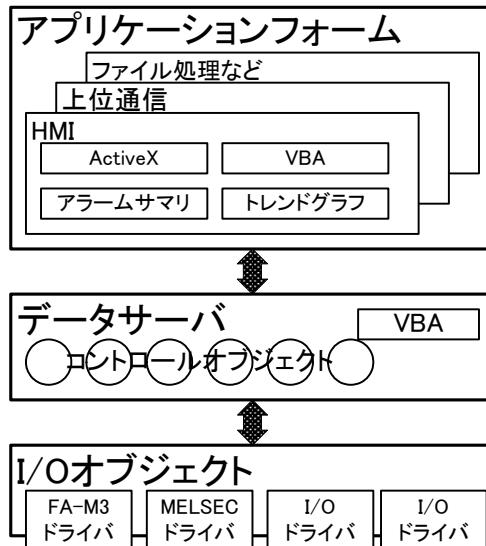 アプリケーションフォーム
ファイル処理など
上位通信
HMI
ActiveX
VBA
アラームサマリ
トレンドグラフ
データサーバ
VBA
コントロールオブジェクト
I/Oオブジェクト
FA-M3
ドライバ
MELSEC
ドライバ
I/O
ドライバ
I/O
ドライバ